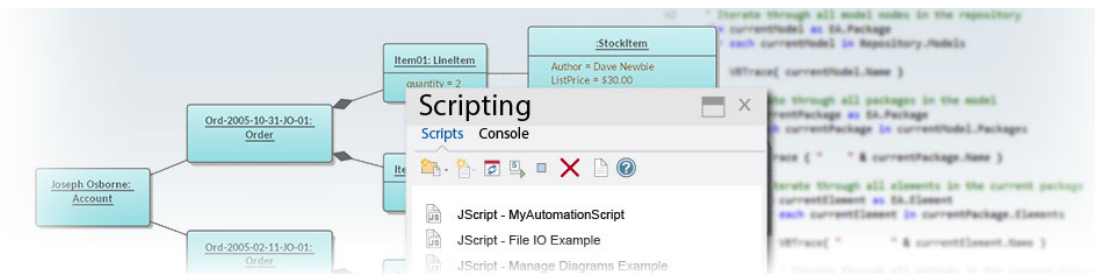 :StockItem
Author = Dave Newbie
ListPrice = $30.00
Item01: LineItem
quantity = 2
Ord-2005-10-31-JO-01:
Order
Joseph Osborne:
Account
Ord-2005-02-11-JO-01:
Order
Ite
Scripting
Scripts Console
JScript - MyAutomationScript
JScript - File IO Example
JScript - Manage Diagrams Example
' Iterate through all model nodes in the repository
currentModel as EA.Package
each currentModel in Repository.Models
VBTrace( currentModel.Name )
through all packages in the model
rentPackage as EA.Package
currentPackage in currentModel.Packages
race ( " " & currentPackage.Name )
terate through all elements in the current package
currentElement as EA.Element
each currentElement in currentPackage.Elements
VBTrace( " " & currentElement.Name )